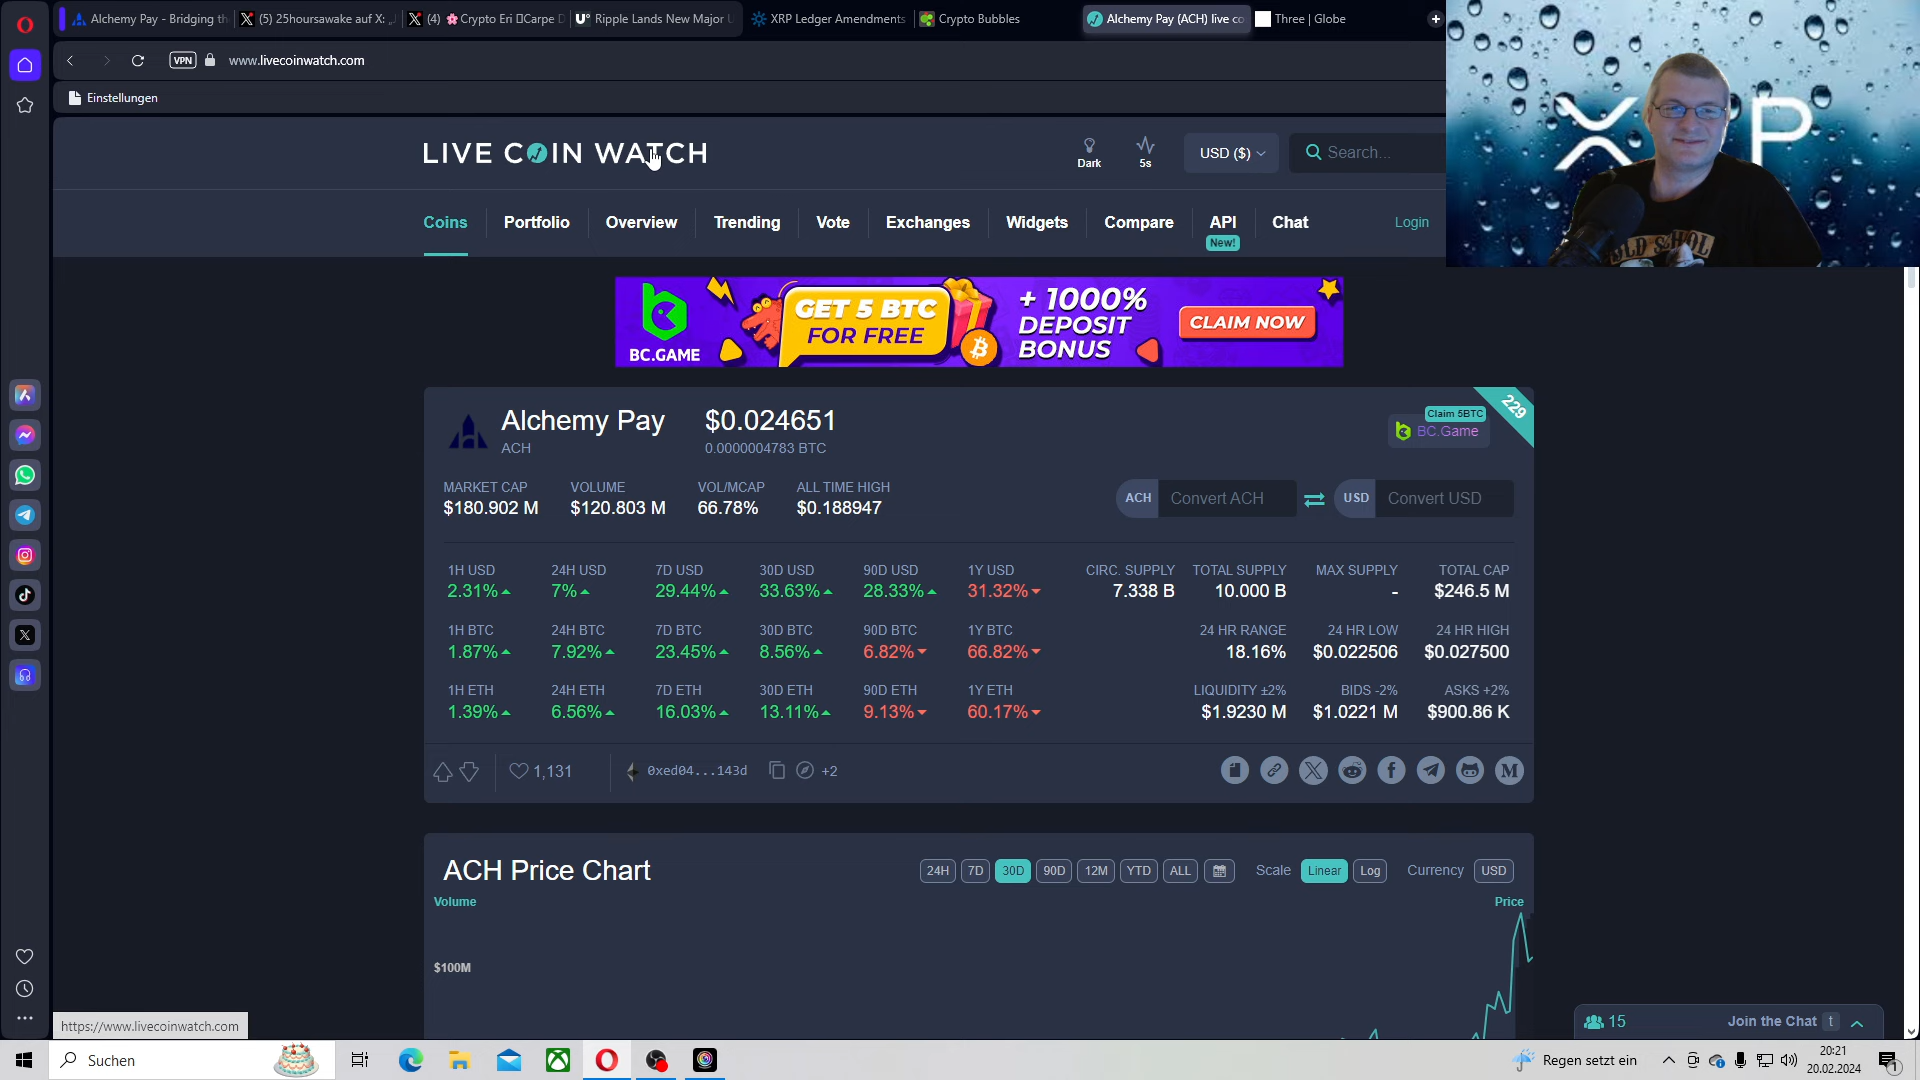 Alchemy Pay - Bridging th
(5) 25hoursawake auf X:
(4) 🌸Crypto Eri ▯Carpe D
Ripple Lands New Major U
XRP Ledger Amendments
Crypto Bubbles
Alchemy Pay (ACH) live co
Three | Globe
VPN
www.livecoinwatch.com
Einstellungen
LIVE COIN WATCH
Dark
5s
USD ($)
Search...
Coins
Portfolio
Overview
Trending
Vote
Exchanges
Widgets
Compare
API
New!
Chat
Login
BC.GAME
GET 5 BTC
FOR FREE
+ 1000%
DEPOSIT
BONUS
CLAIM NOW
Alchemy Pay
ACH
$0.024651
0.0000004783 BTC
Claim 5BTC
BC.Game
229
MARKET CAP
$180.902 M
VOLUME
$120.803 M
VOL/MCAP
66.78%
ALL TIME HIGH
$0.188947
ACH
Convert ACH
USD
Convert USD
1H USD 24H USD 7D USD 30D USD 90D USD 1Y USD CIRC. SUPPLY TOTAL SUPPLY MAX SUPPLY TOTAL CAP
2.31% 7% 29.44% 33.63% 28.33% 31.32% 7.338 B 10.000 B - $246.5 M
1H BTC 24H BTC 7D BTC 30D BTC 90D BTC 1Y BTC 24 HR RANGE 24 HR LOW 24 HR HIGH
1.87% 7.92% 23.45% 8.56% 6.82% 66.82% 18.16% $0.022506 $0.027500
1H ETH 24H ETH 7D ETH 30D ETH 90D ETH 1Y ETH LIQUIDITY ±2% BIDS -2% ASKS +2%
1.39% 6.56% 16.03% 13.11% 9.13% 60.17% $1.9230 M $1.0221 M $900.86 K
1,131
0xed04...143d
+2
ACH Price Chart
24H 7D 30D 90D 12M YTD ALL
Scale Linear Log
Currency USD
Volume
Price
$100M
https://www.livecoinwatch.com
15
Join the Chat t
Suchen
Regen setzt ein
20:21
20.02.2024
1